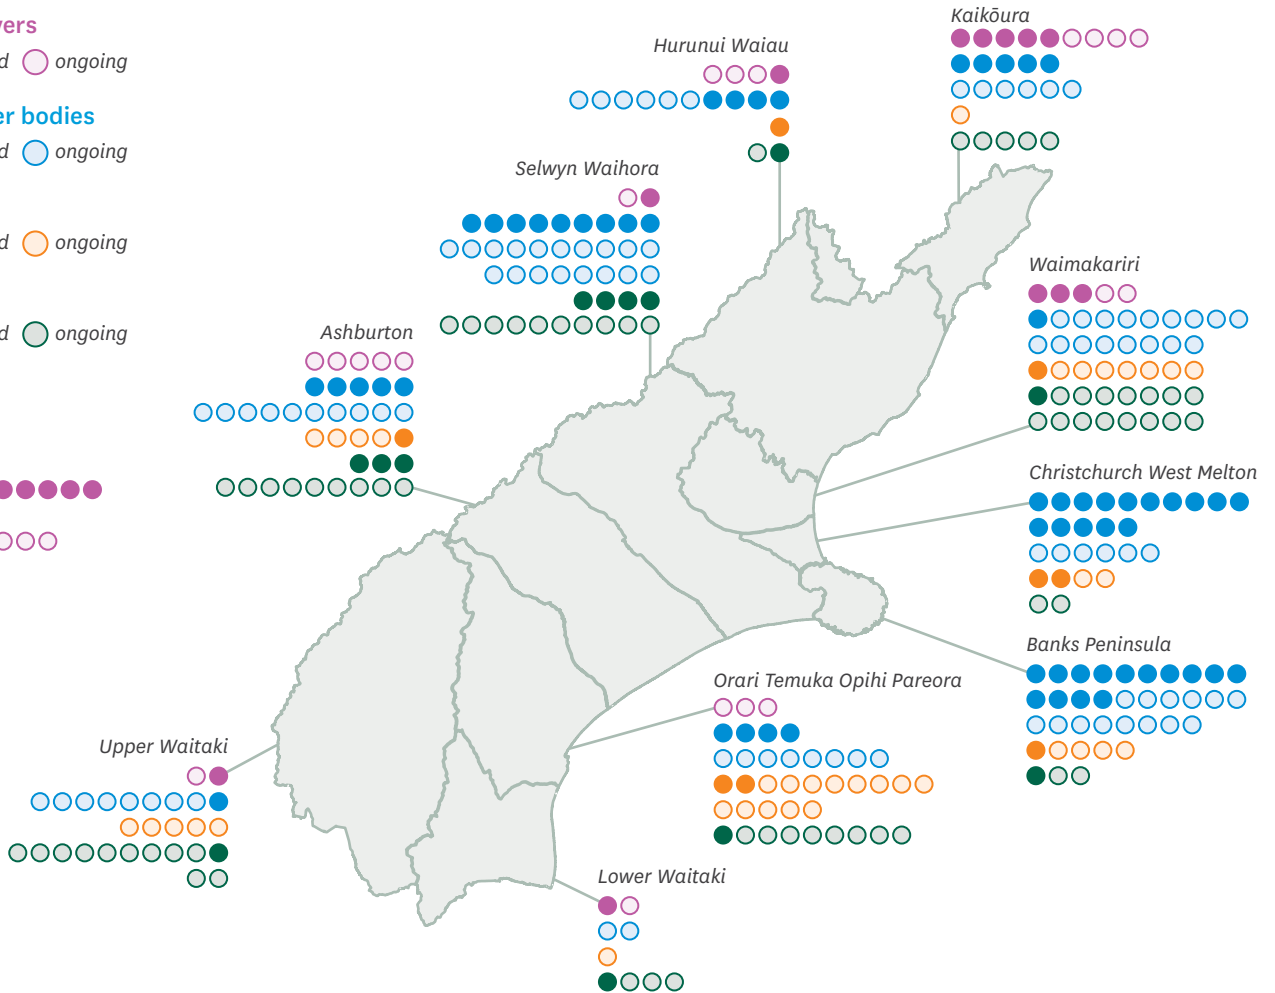 Kaikōura
vers
Hurunui Waiau
d ongoing
er bodies
d ongoing
Selwyn Waihora
d ongoing
Waimakariri
d ongoing
Ashburton
Christchurch West Melton
Banks Peninsula
Orari Temuka Opihi Pareora
Upper Waitaki
Lower Waitaki